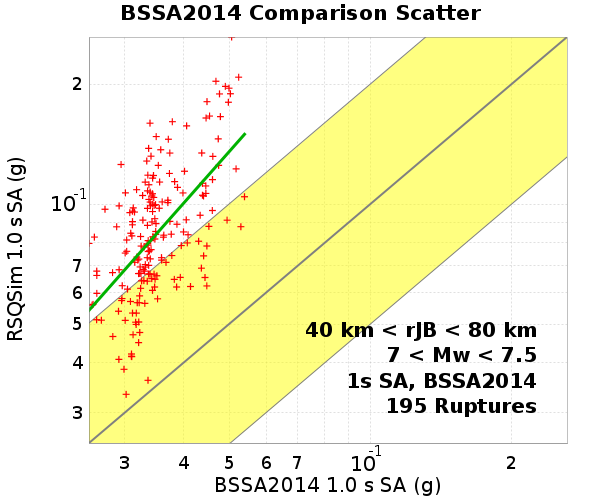 BSSA2014 Comparison Scatter
RSQSim 1.0 s SA (g)
2
10-1
7
6
5
4
3
40 km < rJB < 80 km
7 < Mw < 7.5
1s SA, BSSA2014
195 Ruptures
3 4 5 6 7 10-1 2
BSSA2014 1.0 s SA (g)